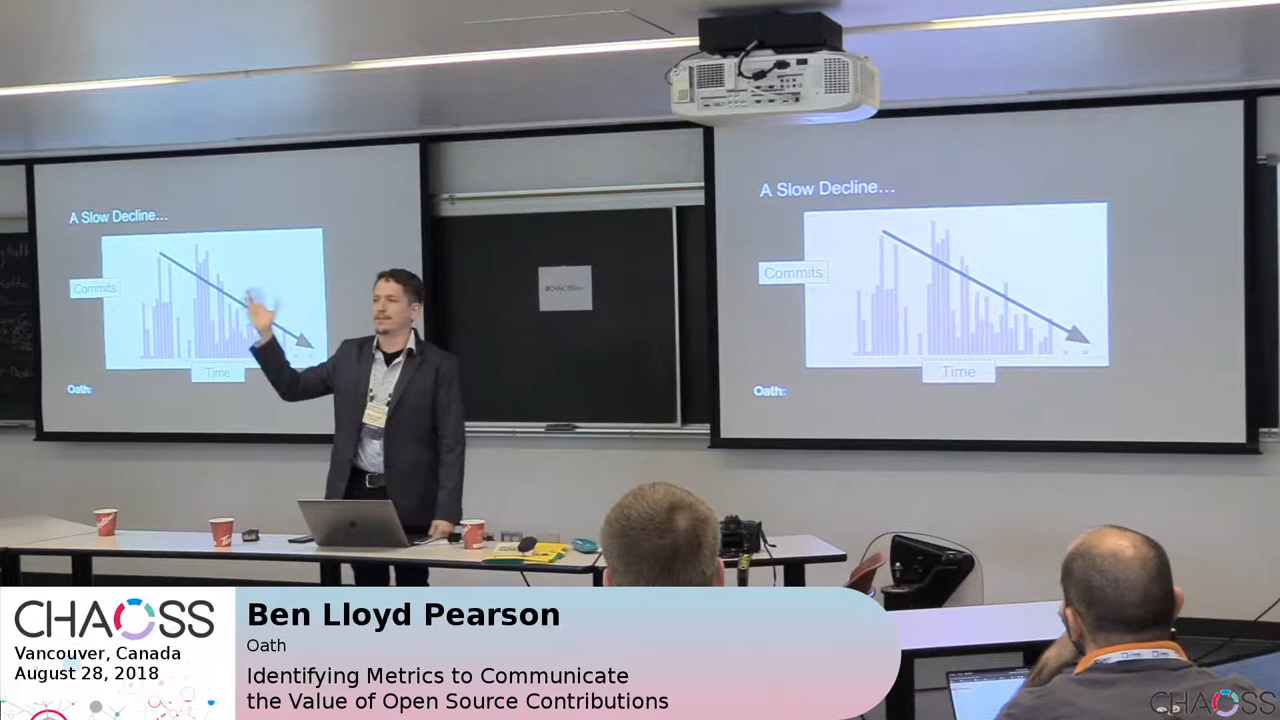 A Slow Decline...
Commits
Time
Oath:
A Slow Decline...
Commits
Time
Oath:
CHAOSS
Vancouver, Canada
August 28, 2018
Ben Lloyd Pearson
Oath
Identifying Metrics to Communicate
the Value of Open Source Contributions
CHAOSS